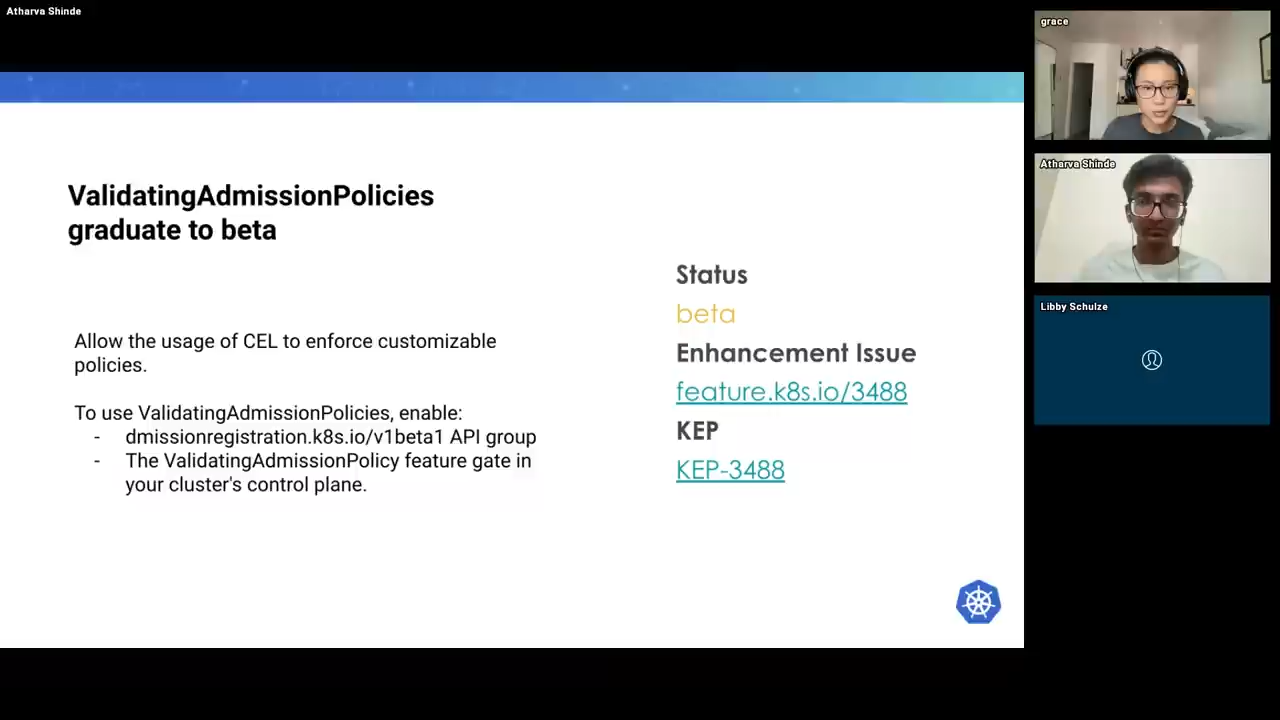 Atharva Shinde
ValidatingAdmissionPolicies
graduate to beta
Allow the usage of CEL to enforce customizable
policies.
To use ValidatingAdmissionPolicies, enable:
- dmissionregistration.k8s.io/v1beta1 API group
- The ValidatingAdmissionPolicy feature gate in
your cluster's control plane.
Status
beta
Enhancement Issue
feature.k8s.io/3488
KEP
KEP-3488
grace
Atharva Shinde
Libby Schulze